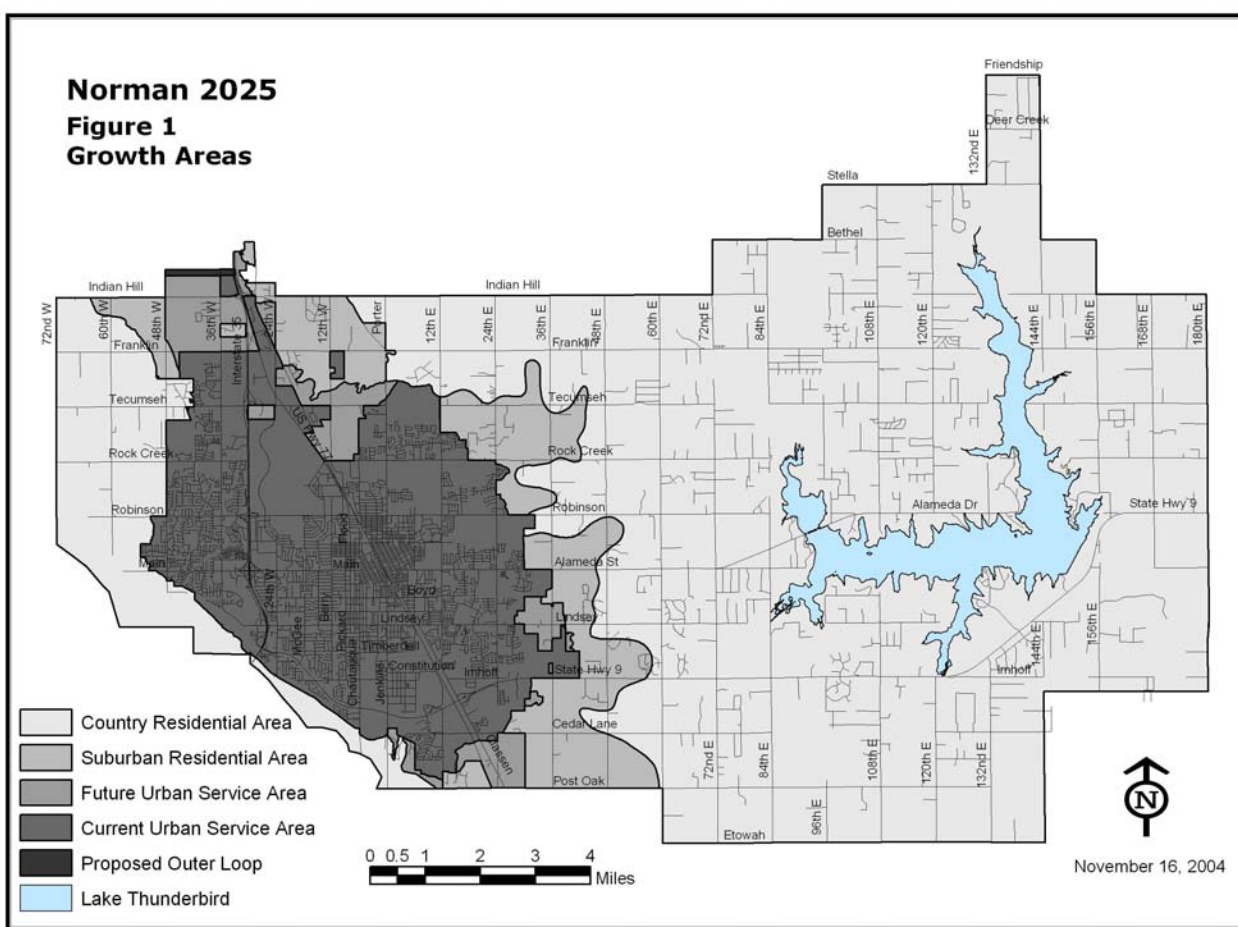 Norman 2025
Figure 1
Growth Areas
Friendship
Deer Creek
132nd E
Stella
Bethel
Indian Hill
Indian Hill
72nd W
60th W
48th W
36th W
Interstate 35
24th W
12th W
Porter
12th E
24th E
36th E
48th E
60th E
72nd E
84th E
108th E
120th E
144th E
156th E
168th E
180th E
Franklin
Franklin
Tecumseh
Tecumseh
US Hwy 77
Rock Creek
Rock Creek
Robinson
Robinson
Alameda Dr
State Hwy 9
Flood
Main
Main
Alameda St
24th W
Boyd
McGee
Berry
Pickard
Lindsey
Lindsey
Timberdell
Chautauqua
Jenkins
Constitution
Imhoff
State Hwy 9
144th E
156th E
Imhoff
Cedar Lane
Classen
Post Oak
72nd E
84th E
96th E
108th E
120th E
132nd E
Etowah
Country Residential Area
Suburban Residential Area
Future Urban Service Area
Current Urban Service Area
Proposed Outer Loop
Lake Thunderbird
0 0.5 1 2 3 4
Miles
N
November 16, 2004